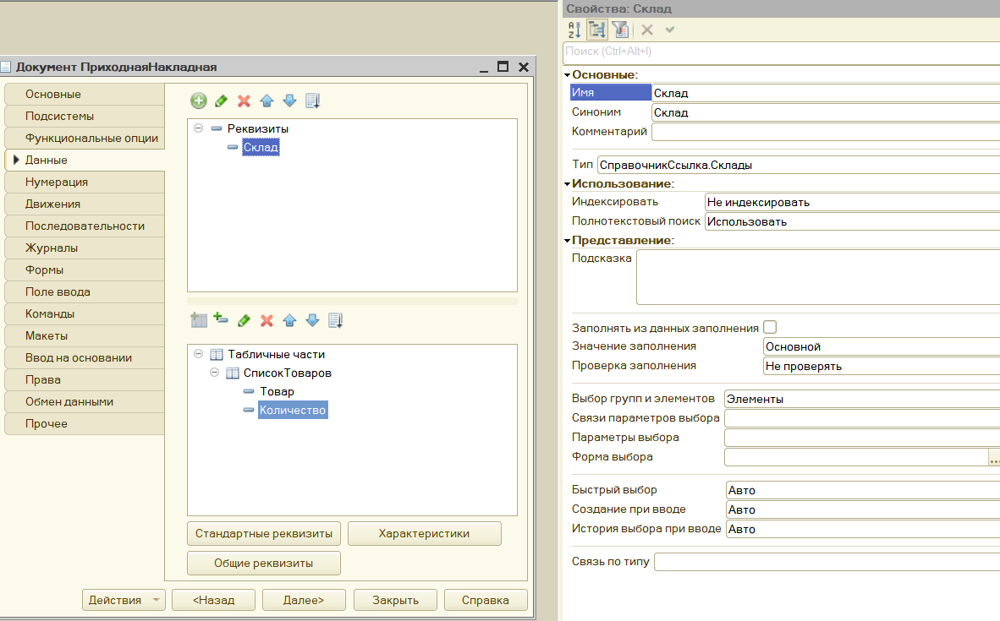 Документ ПриходнаяНакладная
Основные
Подсистемы
Функциональные опции
Данные
Нумерация
Движения
Последовательности
Журналы
Формы
Поле ввода
Команды
Макеты
Ввод на основании
Права
Обмен данными
Прочее
Реквизиты
Склад
Табличные части
СписокТоваров
Товар
Количество
Стандартные реквизиты
Характеристики
Общие реквизиты
Действия
<Назад
Далее>
Закрыть
Справка
Свойства: Склад
Поиск (Ctrl+Alt+I)
Основные:
Имя Склад
Синоним Склад
Комментарий
Тип СправочникСсылка.Склады
Использование:
Индексировать Не индексировать
Полнотекстовый поиск Использовать
Представление:
Подсказка
Заполнять из данных заполнения
Значение заполнения Основной
Проверка заполнения Не проверять
Выбор групп и элементов Элементы
Связи параметров выбора
Параметры выбора
Форма выбора ...
Быстрый выбор Авто
Создание при вводе Авто
История выбора при вводе Авто
Связь по типу